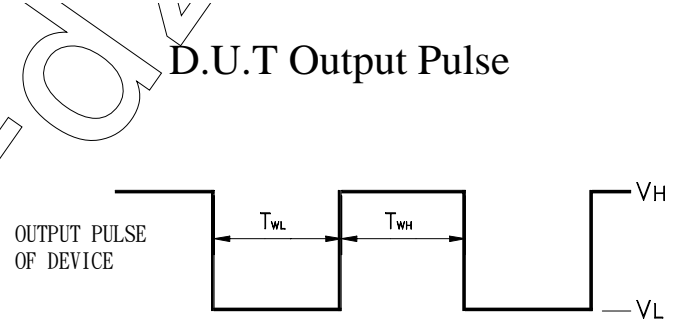 D.U.T Output Pulse
VH
TWL TWH
OUTPUT PULSE
OF DEVICE
VL